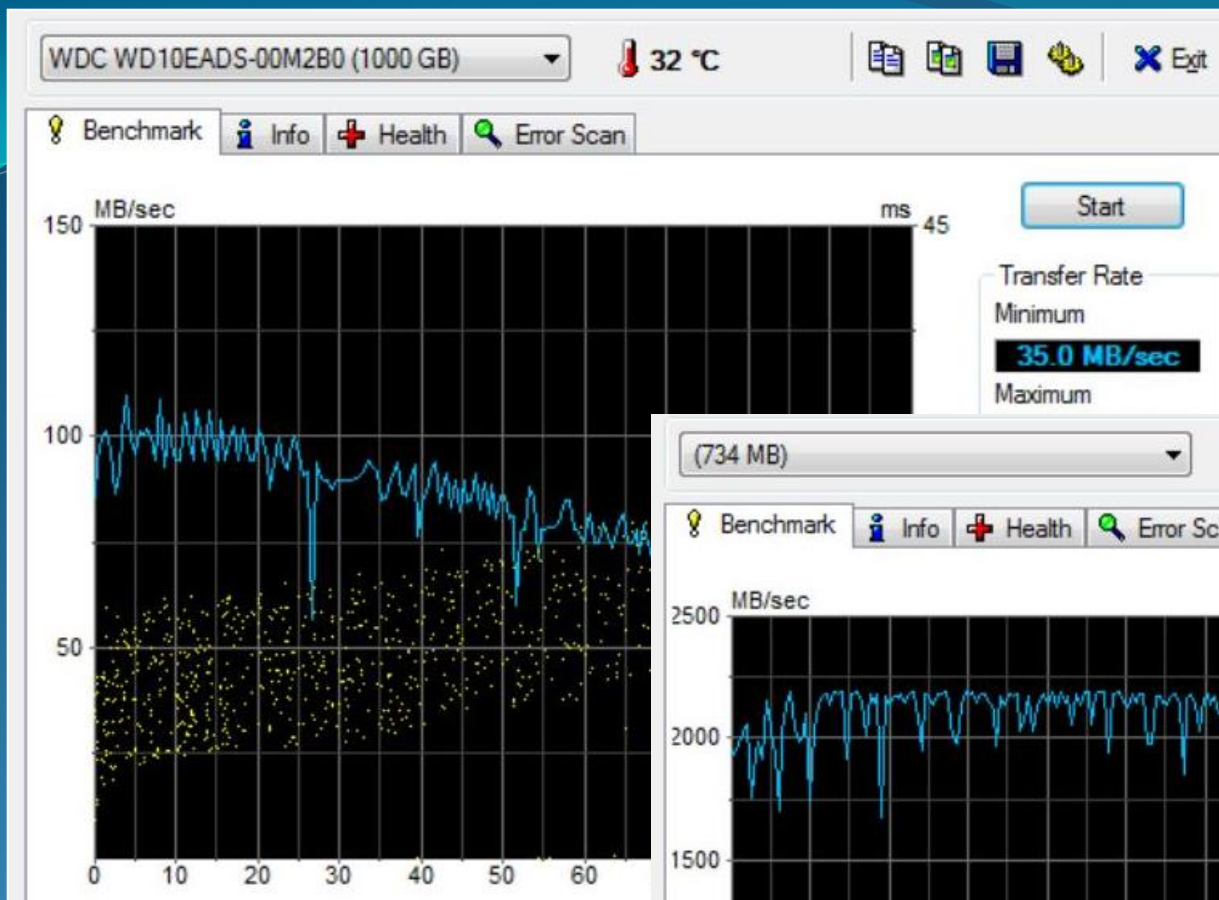 WDC WD10EADS-00M2B0 (1000 GB)
32 °C
Exit
Benchmark
Info
Health
Error Scan
MB/sec
ms
150
45
100
50
0 10 20 30 40 50 60
Start
Transfer Rate
Minimum
35.0 MB/sec
Maximum
(734 MB)
Benchmark
Info
Health
Error Sc
MB/sec
2500
2000
1500